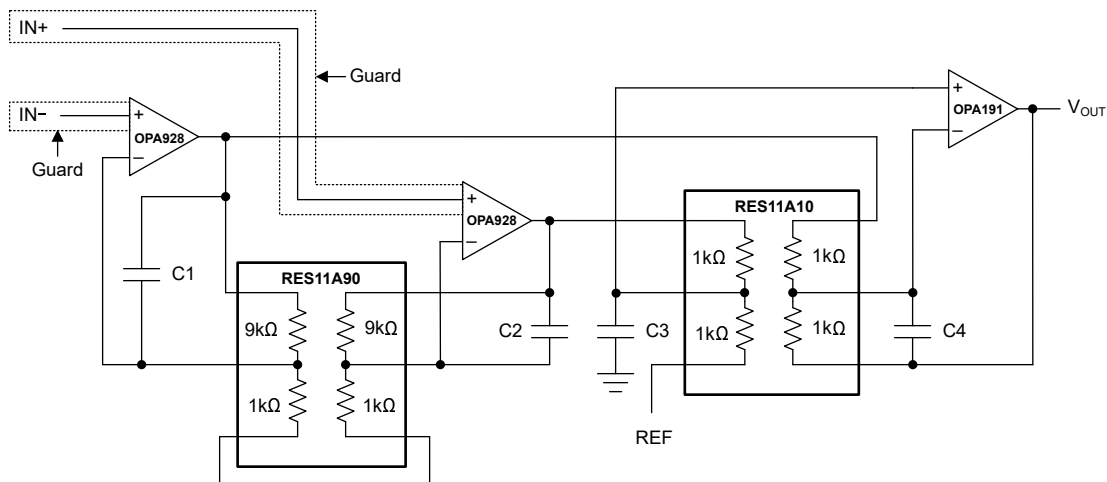 IN+
Guard
IN–
+
OPA928
–
Guard
+
OPA928
–
+
OPA191
–
VOUT
C1
RES11A90
9kΩ
9kΩ
1kΩ
1kΩ
C2
C3
RES11A10
1kΩ
1kΩ
1kΩ
1kΩ
C4
REF